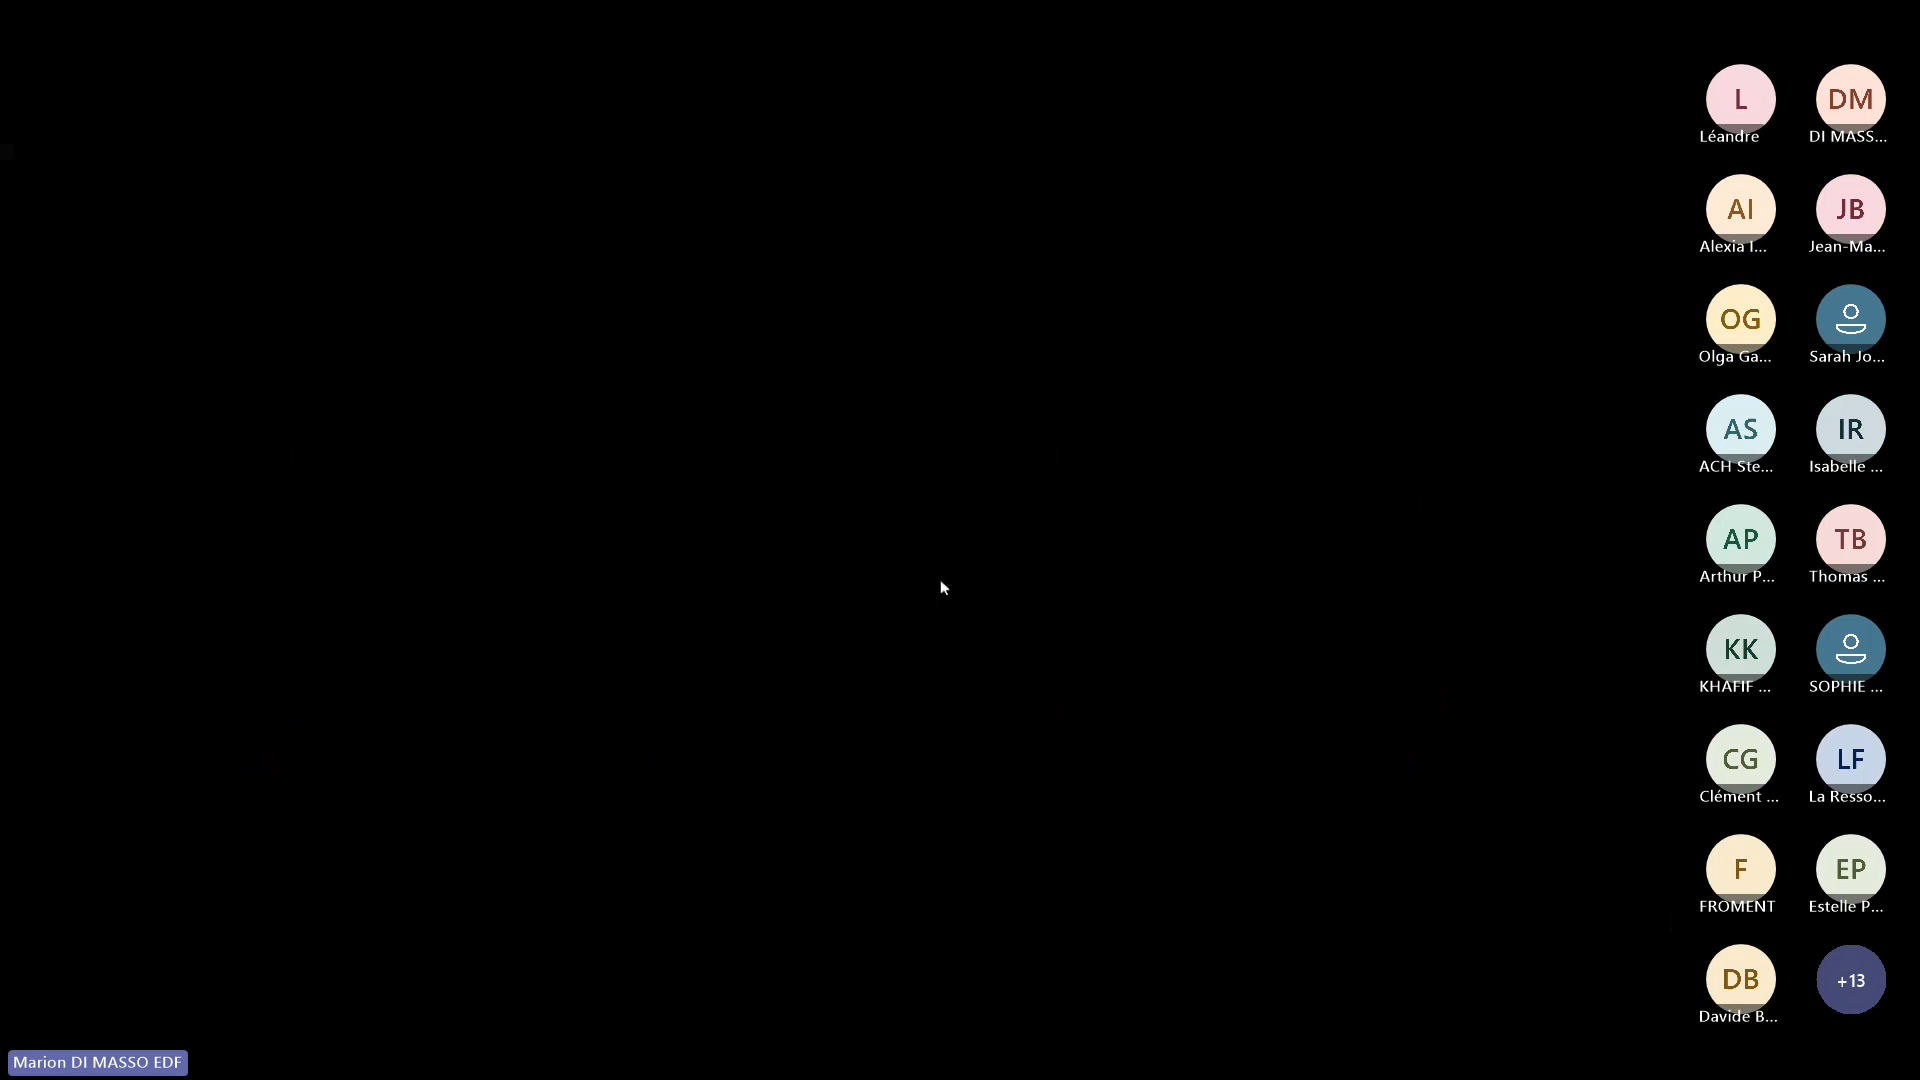 L DM
Léandre DI MASS...
AI JB
Alexia I... Jean-Ma...
OG
Olga Ga... Sarah Jo...
AS IR
ACH Ste... Isabelle ...
AP TB
Arthur P... Thomas ...
KK
KHAFIF ... SOPHIE ...
CG LF
Clément ... La Resso...
F EP
FROMENT Estelle P...
DB +13
Davide B...
Marion DI MASSO EDF